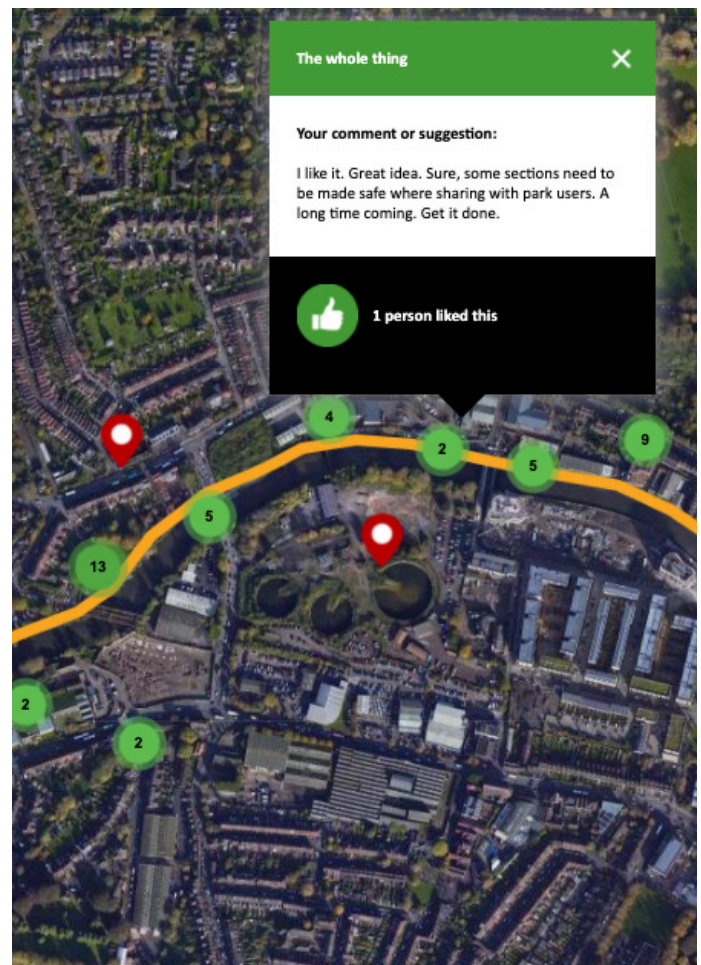 The whole thing
Your comment or suggestion:
I like it. Great idea. Sure, some sections need to
be made safe where sharing with park users. A
long time coming. Get it done.
1 person liked this
4
2
9
5
5
13
2
2